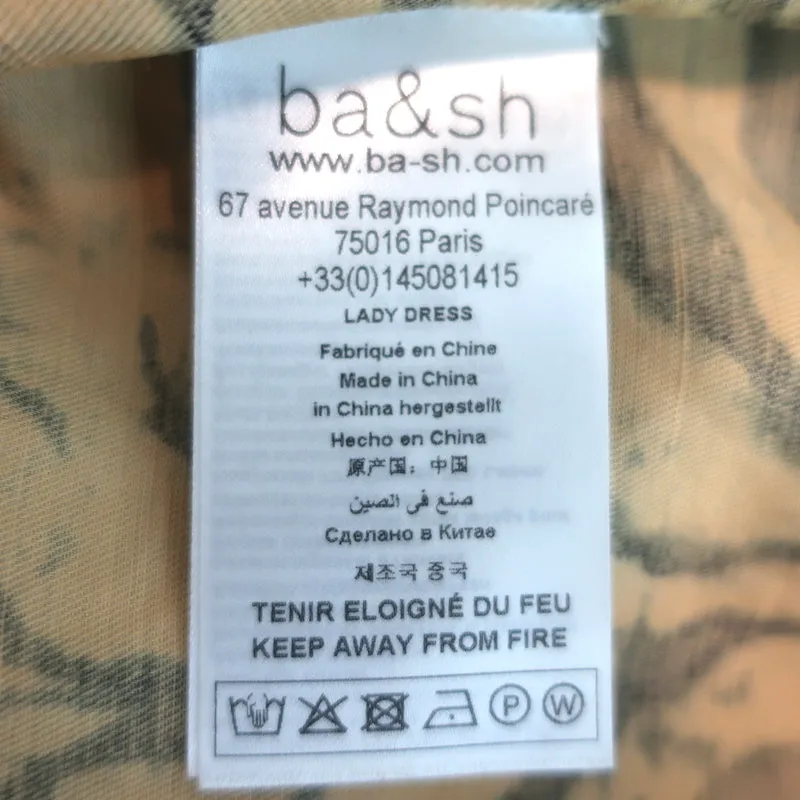 ba&sh
www.ba-sh.com
67 avenue Raymond Poincaré
75016 Paris
+33(0)145081415
LADY DRESS
Fabriqué en Chine
Made in China
in China hergestellt
Hecho en China
原产国：中国
صنع في الصين
Сделано в Китае
제조국 중국
TENIR ELOIGNÉ DU FEU
KEEP AWAY FROM FIRE
P W